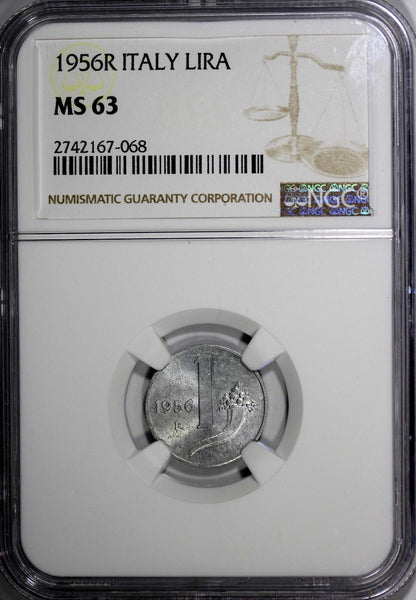 1956R ITALY LIRA
MS 63
2742167-068
NUMISMATIC GUARANTY CORPORATION
NGC®
1956
R
1